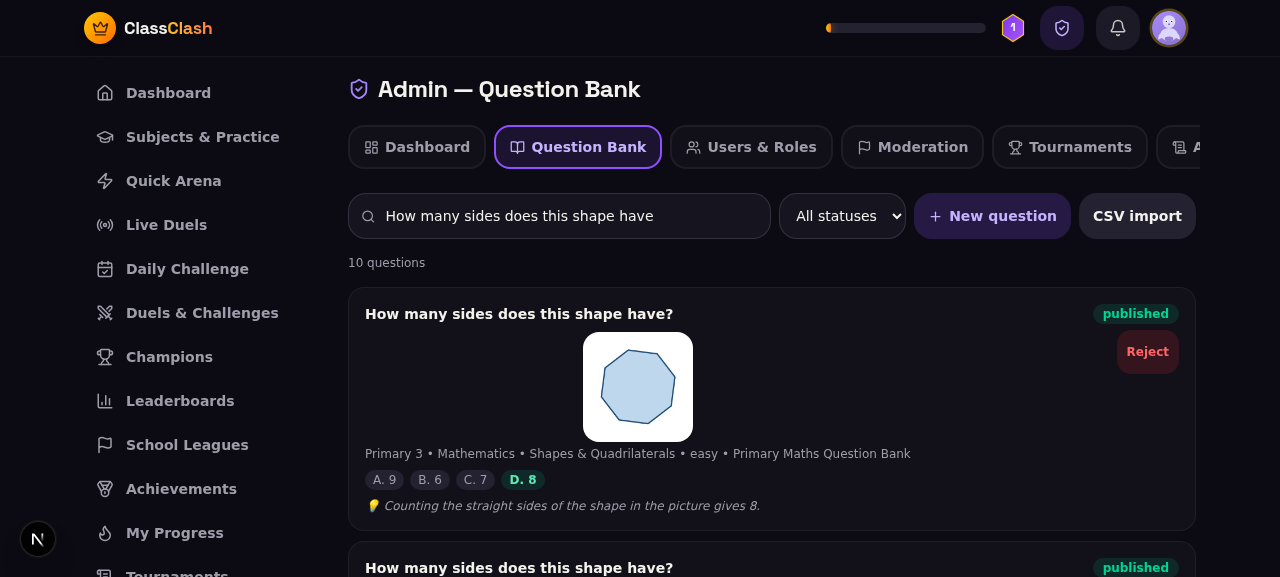 ClassClash
1
Dashboard
Subjects & Practice
Quick Arena
Live Duels
Daily Challenge
Duels & Challenges
Champions
Leaderboards
School Leagues
Achievements
My Progress
Tournaments
N
Admin — Question Bank
Dashboard
Question Bank
Users & Roles
Moderation
Tournaments
How many sides does this shape have
All statuses
+ New question
CSV import
10 questions
How many sides does this shape have?
published
Reject
Primary 3 • Mathematics • Shapes & Quadrilaterals • easy • Primary Maths Question Bank
A. 9 B. 6 C. 7 D. 8
💡 Counting the straight sides of the shape in the picture gives 8.
How many sides does this shape have?
published